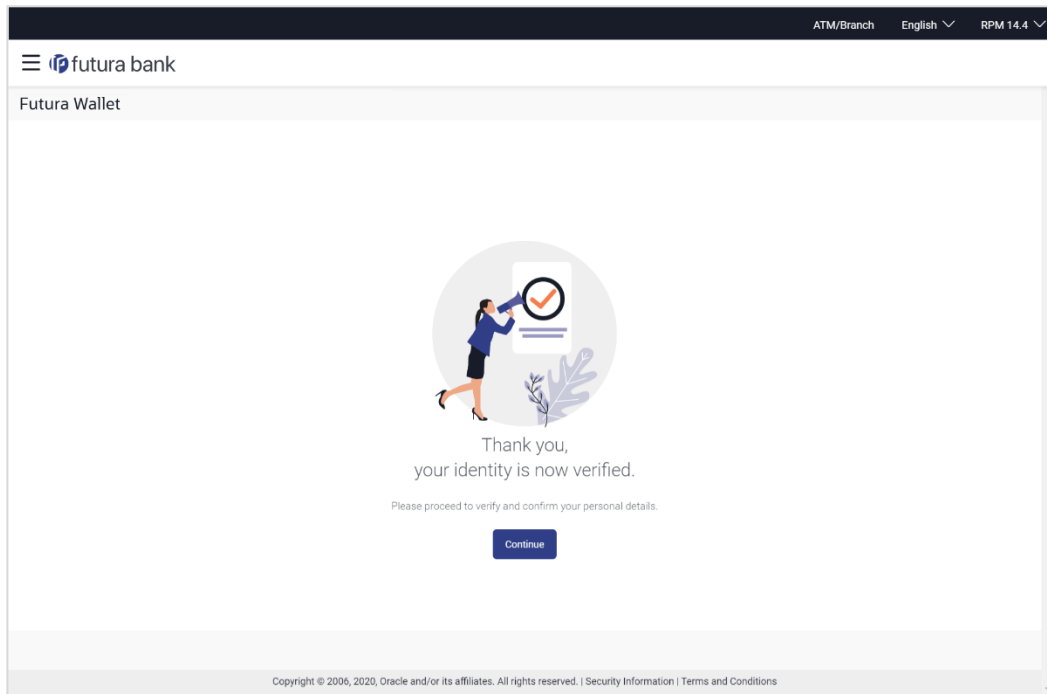 ATM/Branch English RPM 14.4
futura bank
Futura Wallet
Thank you,
your identity is now verified.
Please proceed to verify and confirm your personal details.
Continue
Copyright © 2006, 2020, Oracle and/or its affiliates. All rights reserved. | Security Information | Terms and Conditions